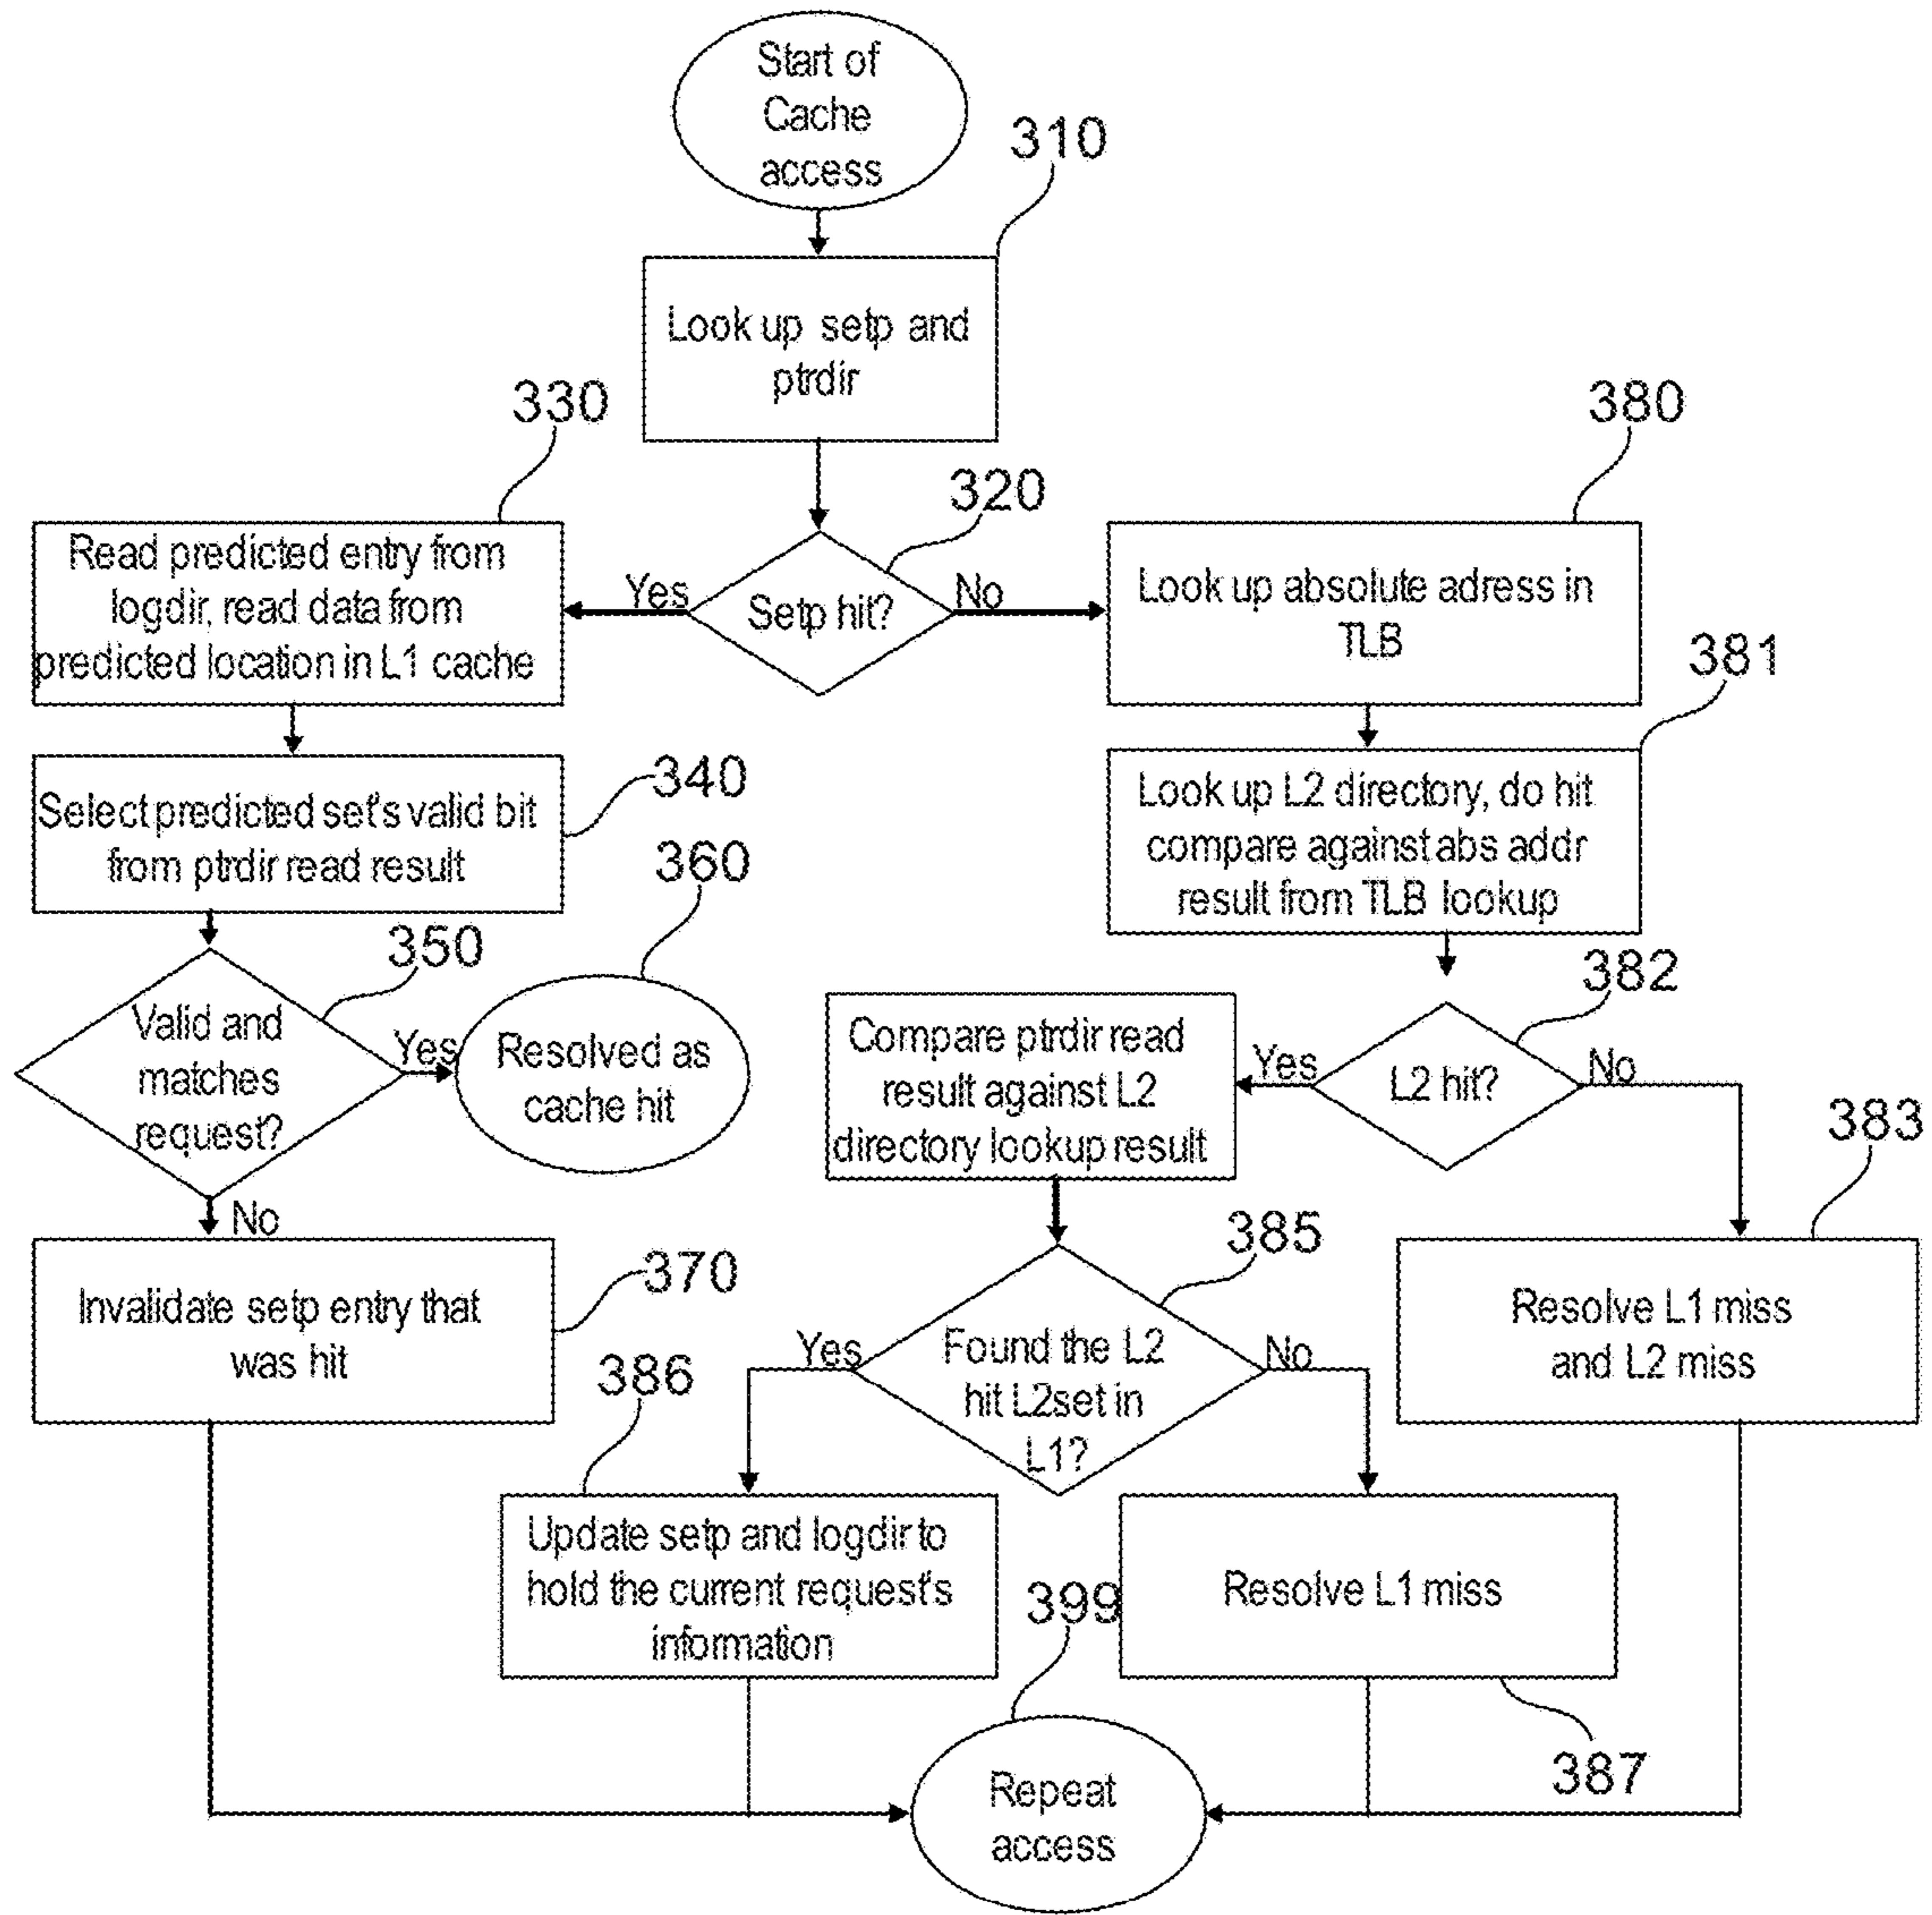 Start of
Cache
access
310
Look up setp and
ptrdir
330
320
380
Read predicted entry from
logdir, read data from
predicted location in L1 cache
Yes
Setp hit?
No
Look up absolute adress in
TLB
381
Select predicted set's valid bit
from ptrdir read result
340
Look up L2 directory, do hit
compare against abs addr
result from TLB lookup
360
350
382
Valid and
matches
request?
Yes
Resolved as
cache hit
Compare ptrdir read
result against L2
directory lookup result
Yes
L2 hit?
No
383
No
Invalidate setp entry that
was hit
370
385
Resolve L1 miss
and L2 miss
386
Yes
Found the L2
hit L2set in
L1?
No
Update setp and logdir to
hold the current request's
information
399
Resolve L1 miss
387
Repeat
access